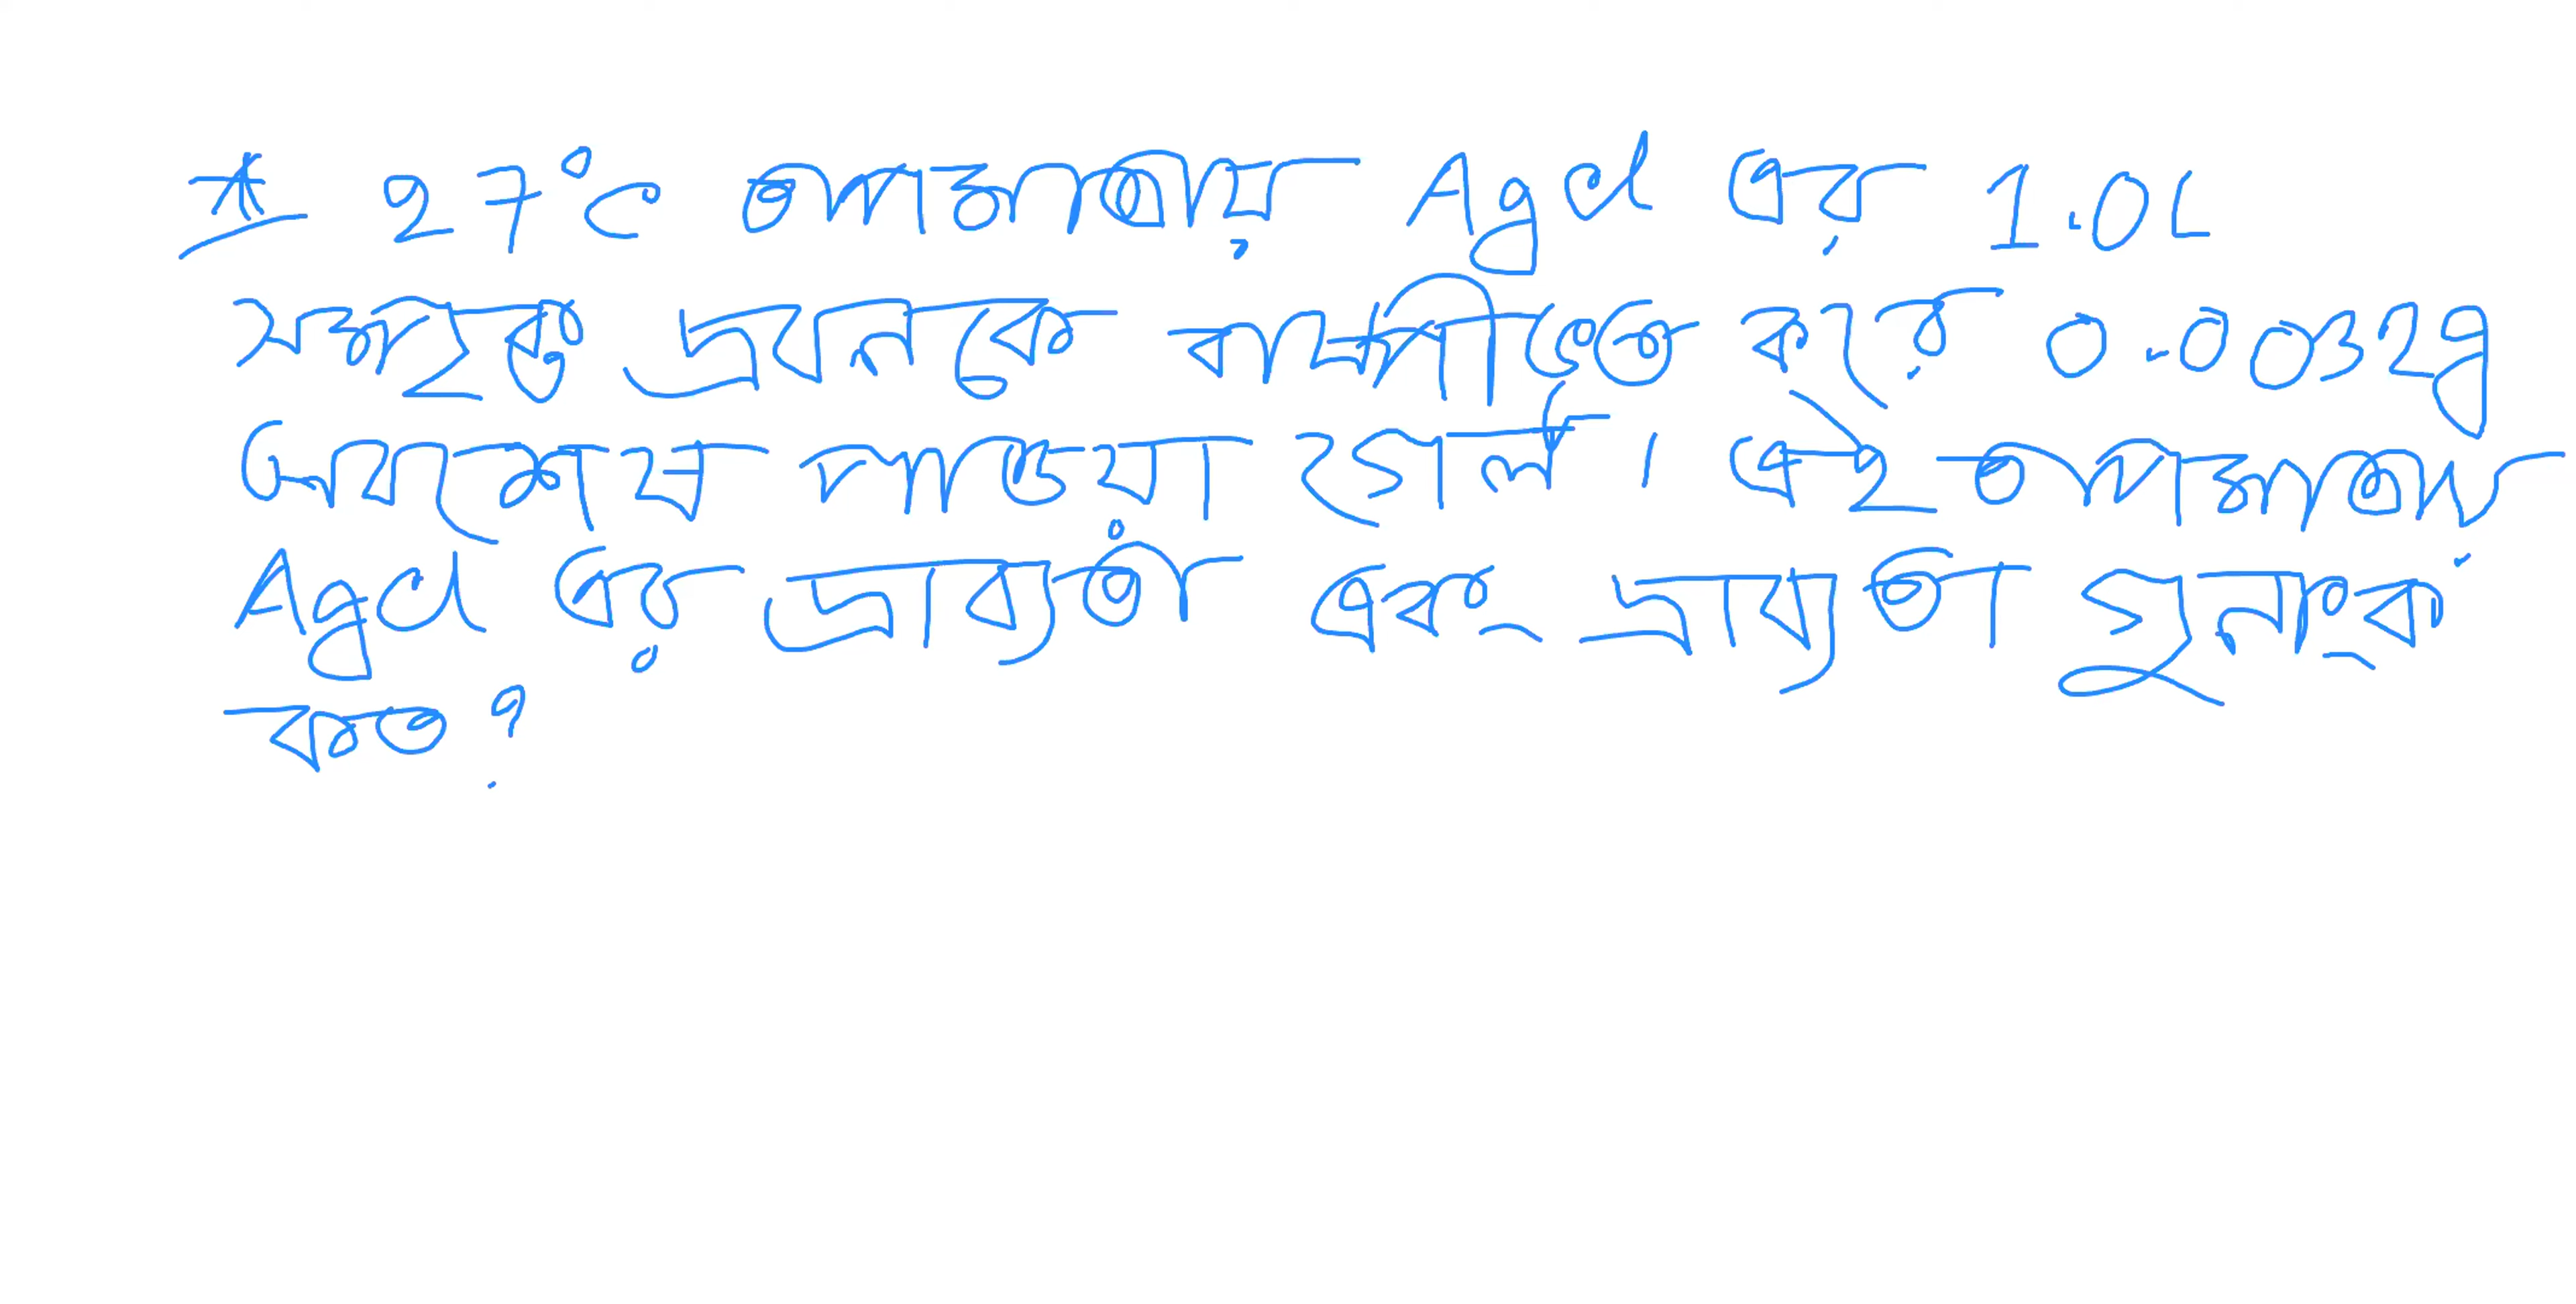 * 27°C তাপমাত্রায় AgCl এর 1.0L
সম্পৃক্ত দ্রবনকে বাষ্পীভূত করে 0.0032g
অবশেষ পাওয়া গেল। এই তাপমাত্রায়
AgCl এর দ্রাব্যতা এবং দ্রাব্যতা গুনাংক
কত?